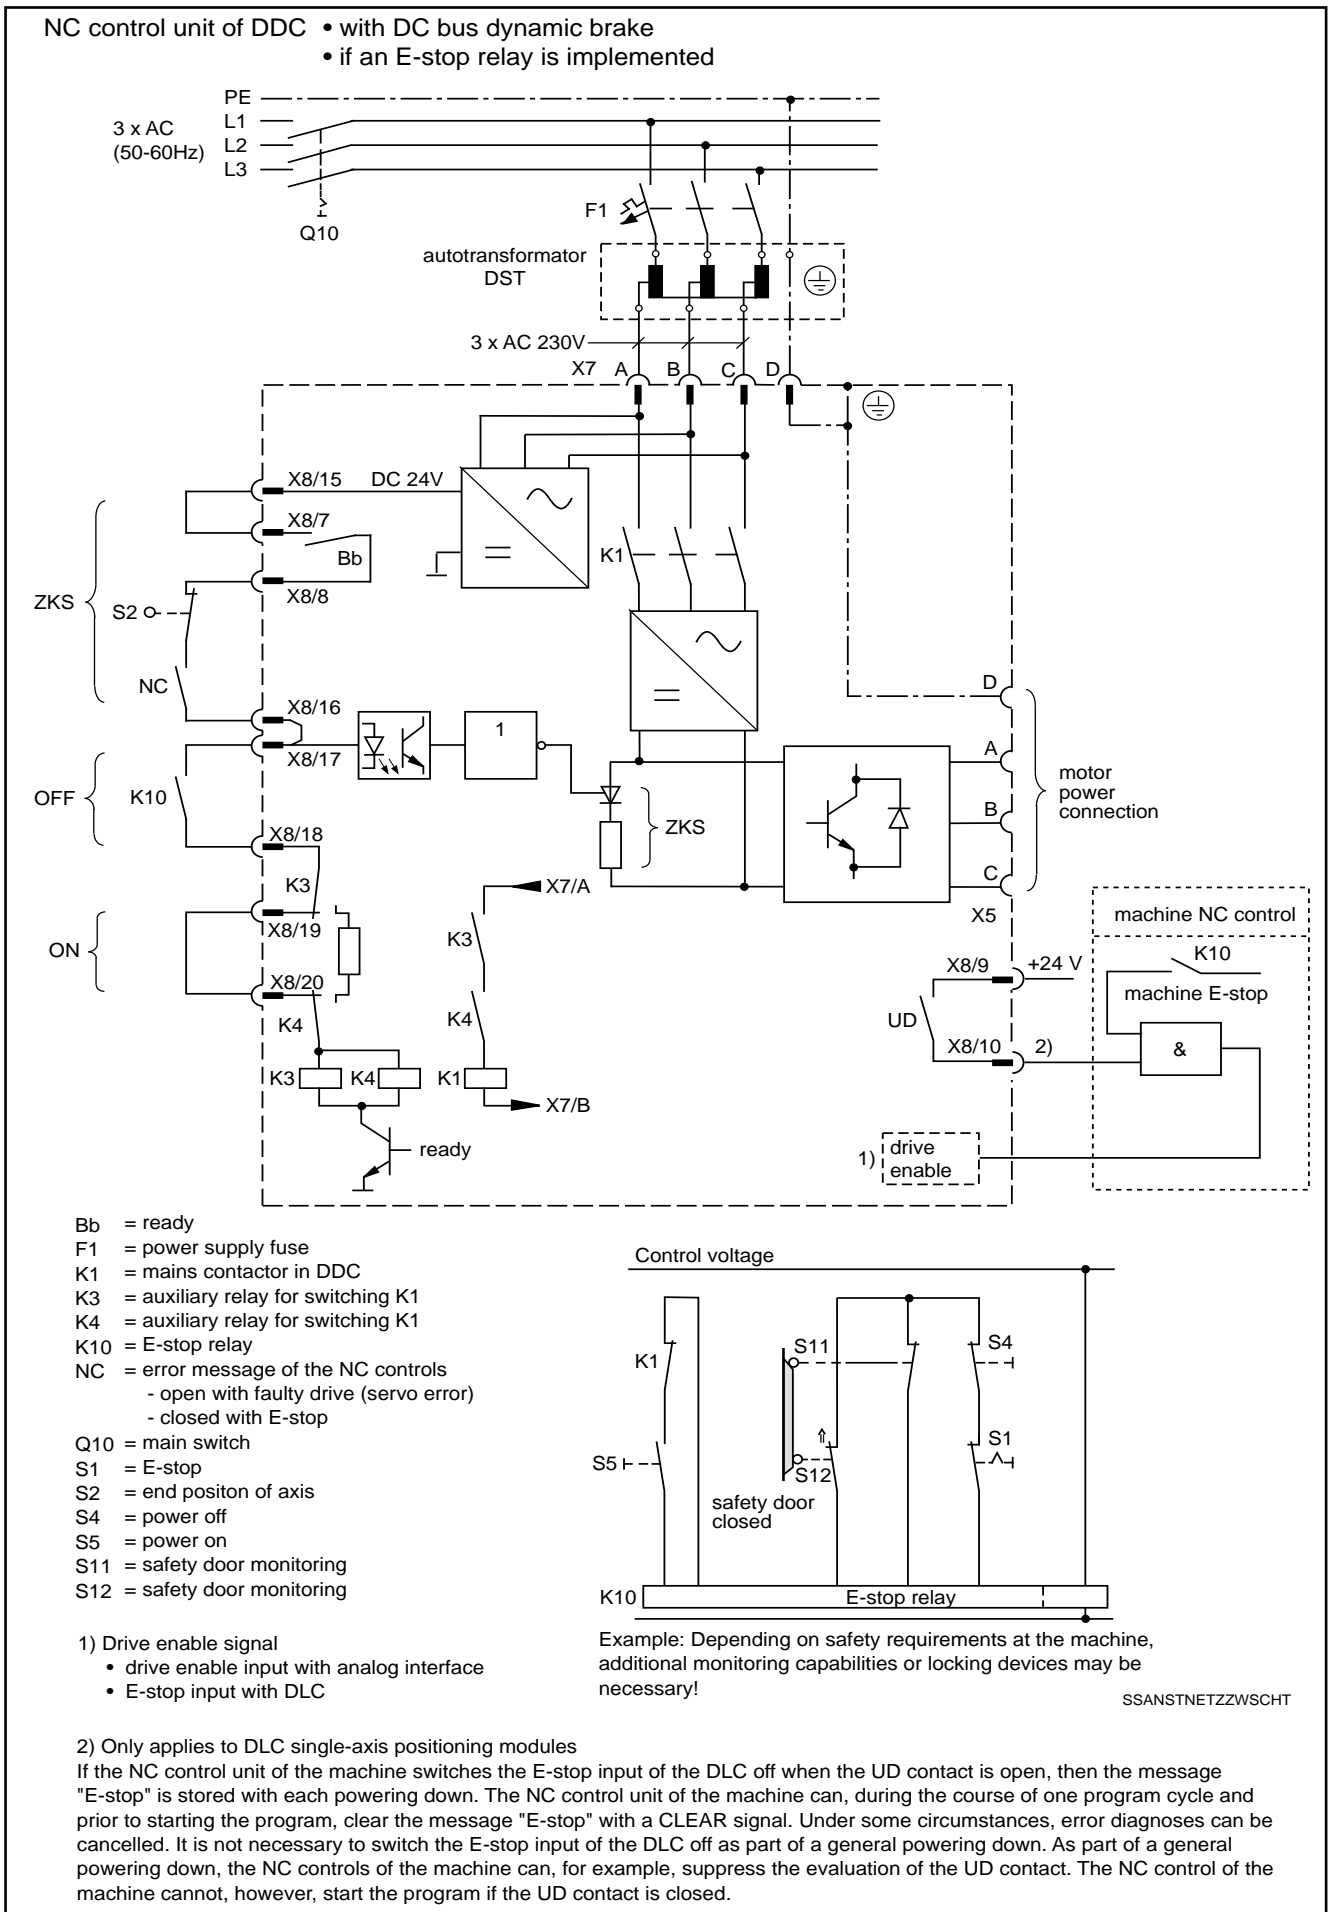 NC control unit of DDC • with DC bus dynamic brake
• if an E-stop relay is implemented
PE
L1
3 x AC
(50-60Hz)
L2
L3
Q10
F1
autotransformator
DST
3 x AC 230V
X7 A B C D
X8/15 DC 24V
X8/7
Bb
X8/8
ZKS
S2
NC
K1
X8/16
X8/17
1
D
OFF
K10
A
motor
power
connection
B
ZKS
X8/18
K3
X7/A
C
X5
ON
X8/19
K3
X8/20
K4
K4
K3 K4 K1
X7/B
ready
machine NC control
K10
machine E-stop
X8/9 +24 V
UD
X8/10 2)
&
1) drive
enable
Bb = ready
F1 = power supply fuse
K1 = mains contactor in DDC
K3 = auxiliary relay for switching K1
K4 = auxiliary relay for switching K1
K10 = E-stop relay
NC = error message of the NC controls
- open with faulty drive (servo error)
- closed with E-stop
Q10 = main switch
S1 = E-stop
S2 = end positon of axis
S4 = power off
S5 = power on
S11 = safety door monitoring
S12 = safety door monitoring
Control voltage
K1
S11
S4
⇑
S5
S12
S1
safety door
closed
K10 E-stop relay
1) Drive enable signal
• drive enable input with analog interface
• E-stop input with DLC
Example: Depending on safety requirements at the machine,
additional monitoring capabilities or locking devices may be
necessary!
SSANSTNETZZWSCHT
2) Only applies to DLC single-axis positioning modules
If the NC control unit of the machine switches the E-stop input of the DLC off when the UD contact is open, then the message
"E-stop" is stored with each powering down. The NC control unit of the machine can, during the course of one program cycle and
prior to starting the program, clear the message "E-stop" with a CLEAR signal. Under some circumstances, error diagnoses can be
cancelled. It is not necessary to switch the E-stop input of the DLC off as part of a general powering down. As part of a general
powering down, the NC controls of the machine can, for example, suppress the evaluation of the UD contact. The NC control of the
machine cannot, however, start the program if the UD contact is closed.